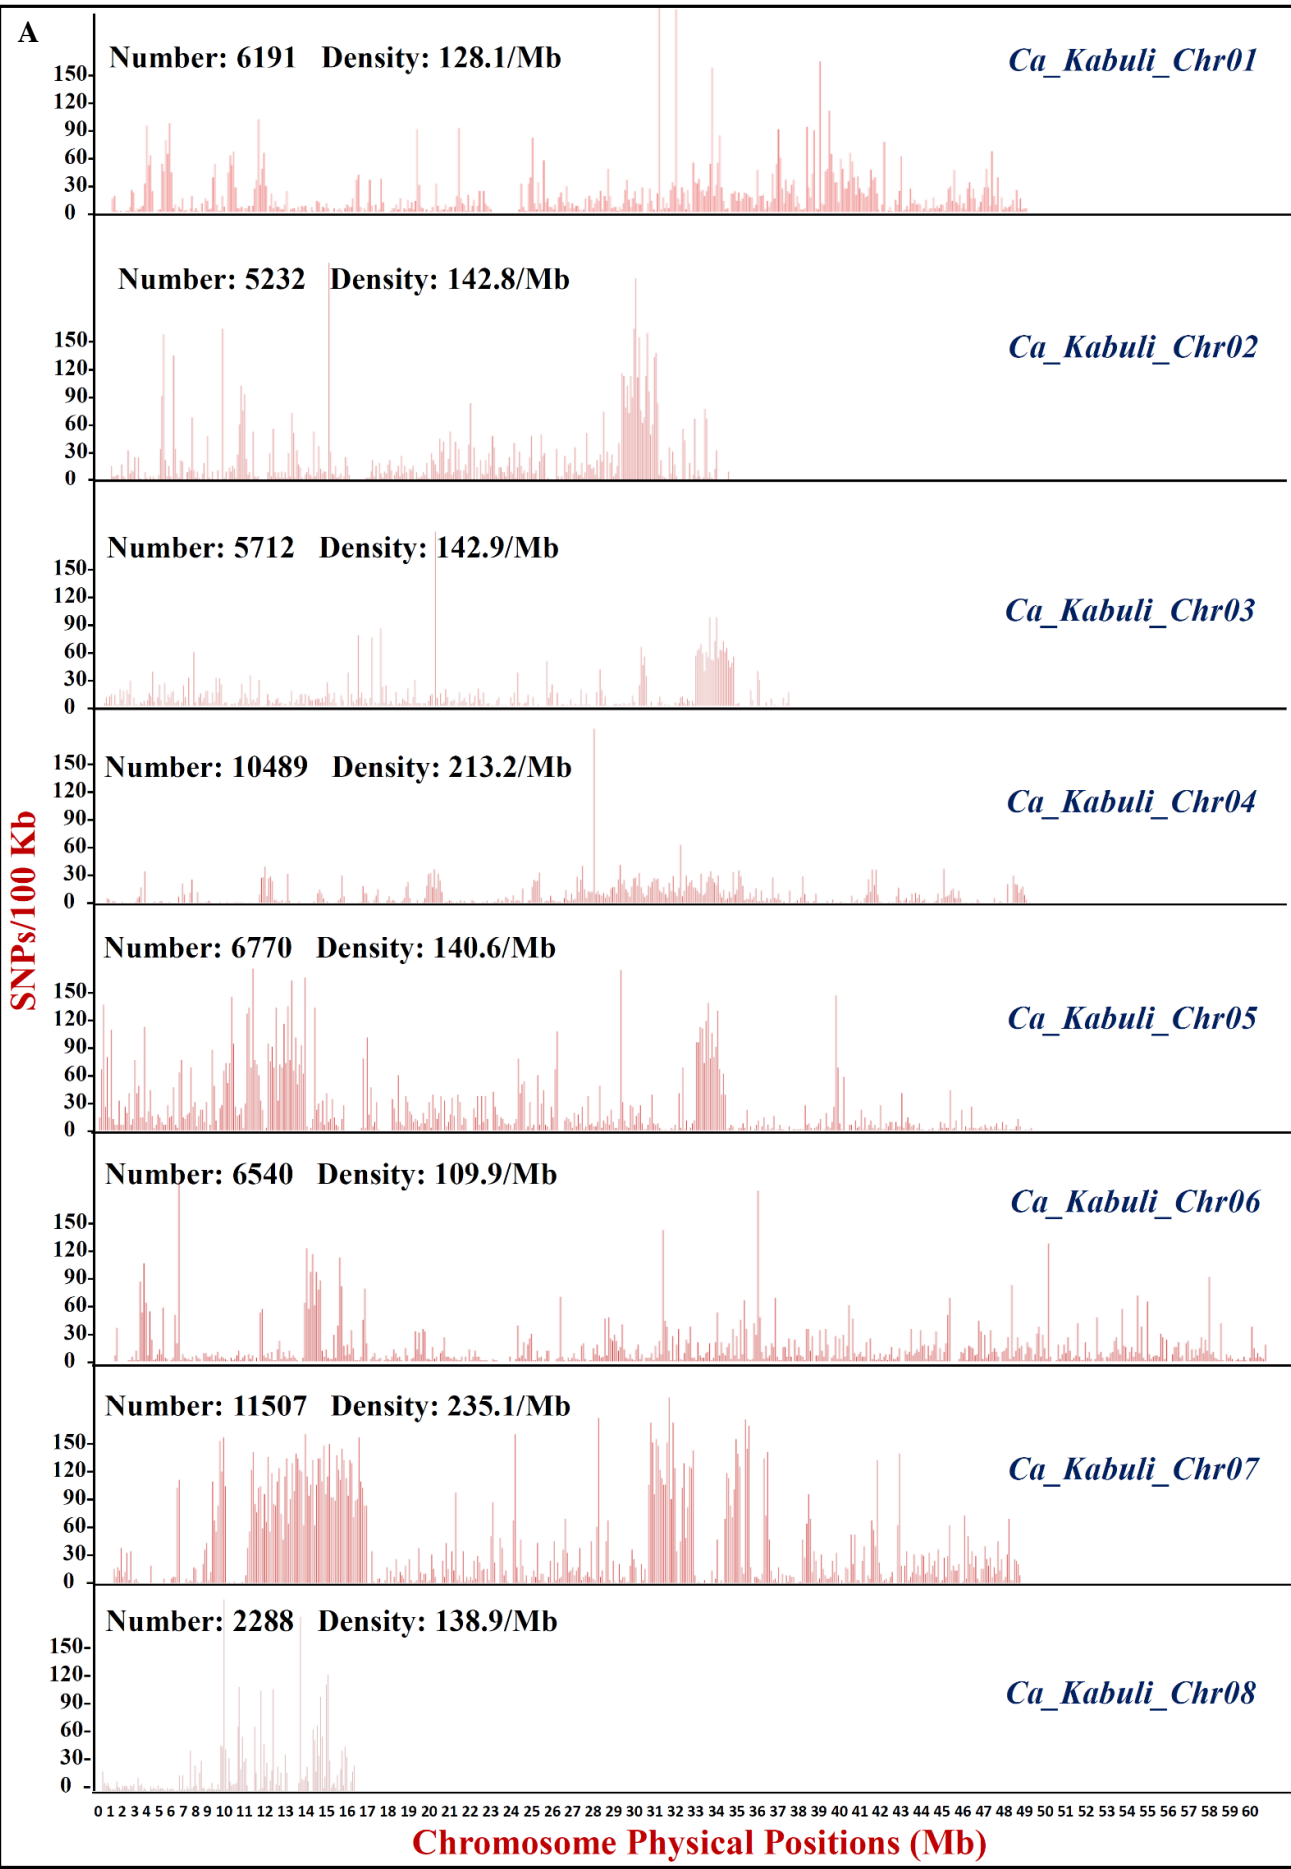 A
Number: 6191 Density: 128.1/Mb
Ca_Kabuli_Chr01
150
120
90
60
30
0
Number: 5232 Density: 142.8/Mb
Ca_Kabuli_Chr02
150
120
90
60
30
0
Number: 5712 Density: 142.9/Mb
Ca_Kabuli_Chr03
150
120
90
60
30
0
Number: 10489 Density: 213.2/Mb
Ca_Kabuli_Chr04
150
120
90
60
30
0
SNPs/100 Kb
Number: 6770 Density: 140.6/Mb
Ca_Kabuli_Chr05
150
120
90
60
30
0
Number: 6540 Density: 109.9/Mb
Ca_Kabuli_Chr06
150
120
90
60
30
0
Number: 11507 Density: 235.1/Mb
Ca_Kabuli_Chr07
150
120
90
60
30
0
Number: 2288 Density: 138.9/Mb
Ca_Kabuli_Chr08
150
120
90
60
30
0
0 1 2 3 4 5 6 7 8 9 10 11 12 13 14 15 16 17 18 19 20 21 22 23 24 25 26 27 28 29 30 31 32 33 34 35 36 37 38 39 40 41 42 43 44 45 46 47 48 49 50 51 52 53 54 55 56 57 58 59 60
Chromosome Physical Positions (Mb)